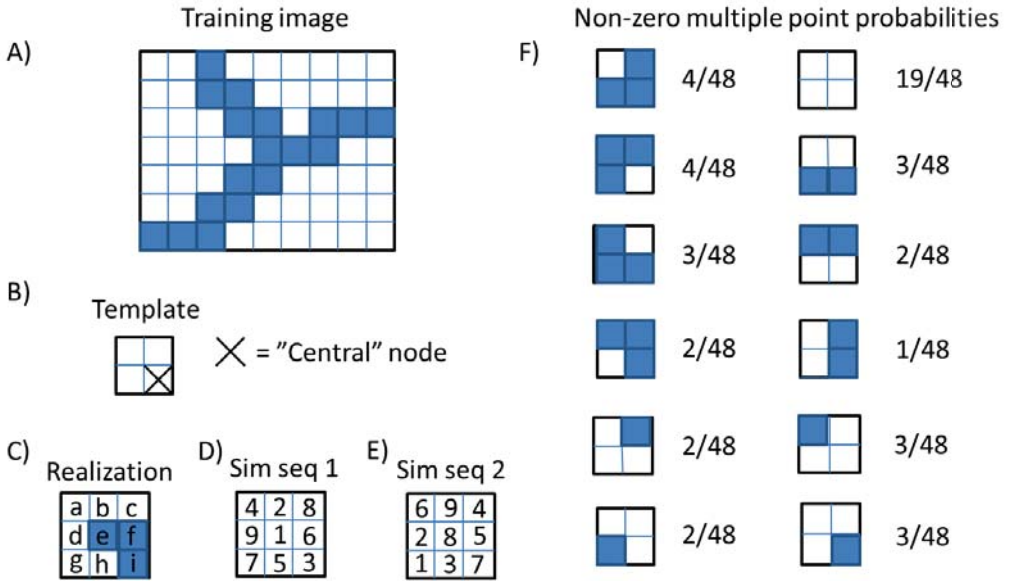 Training image
A)
B)
Template
= ”Central” node
C)
Realization
a b c
d e f
g h i
D)
Sim seq 1
4 2 8
9 1 6
7 5 3
E)
Sim seq 2
6 9 4
2 8 5
1 3 7
Non-zero multiple point probabilities
F)
4/48 19/48
4/48 3/48
3/48 2/48
2/48 1/48
2/48 3/48
2/48 3/48